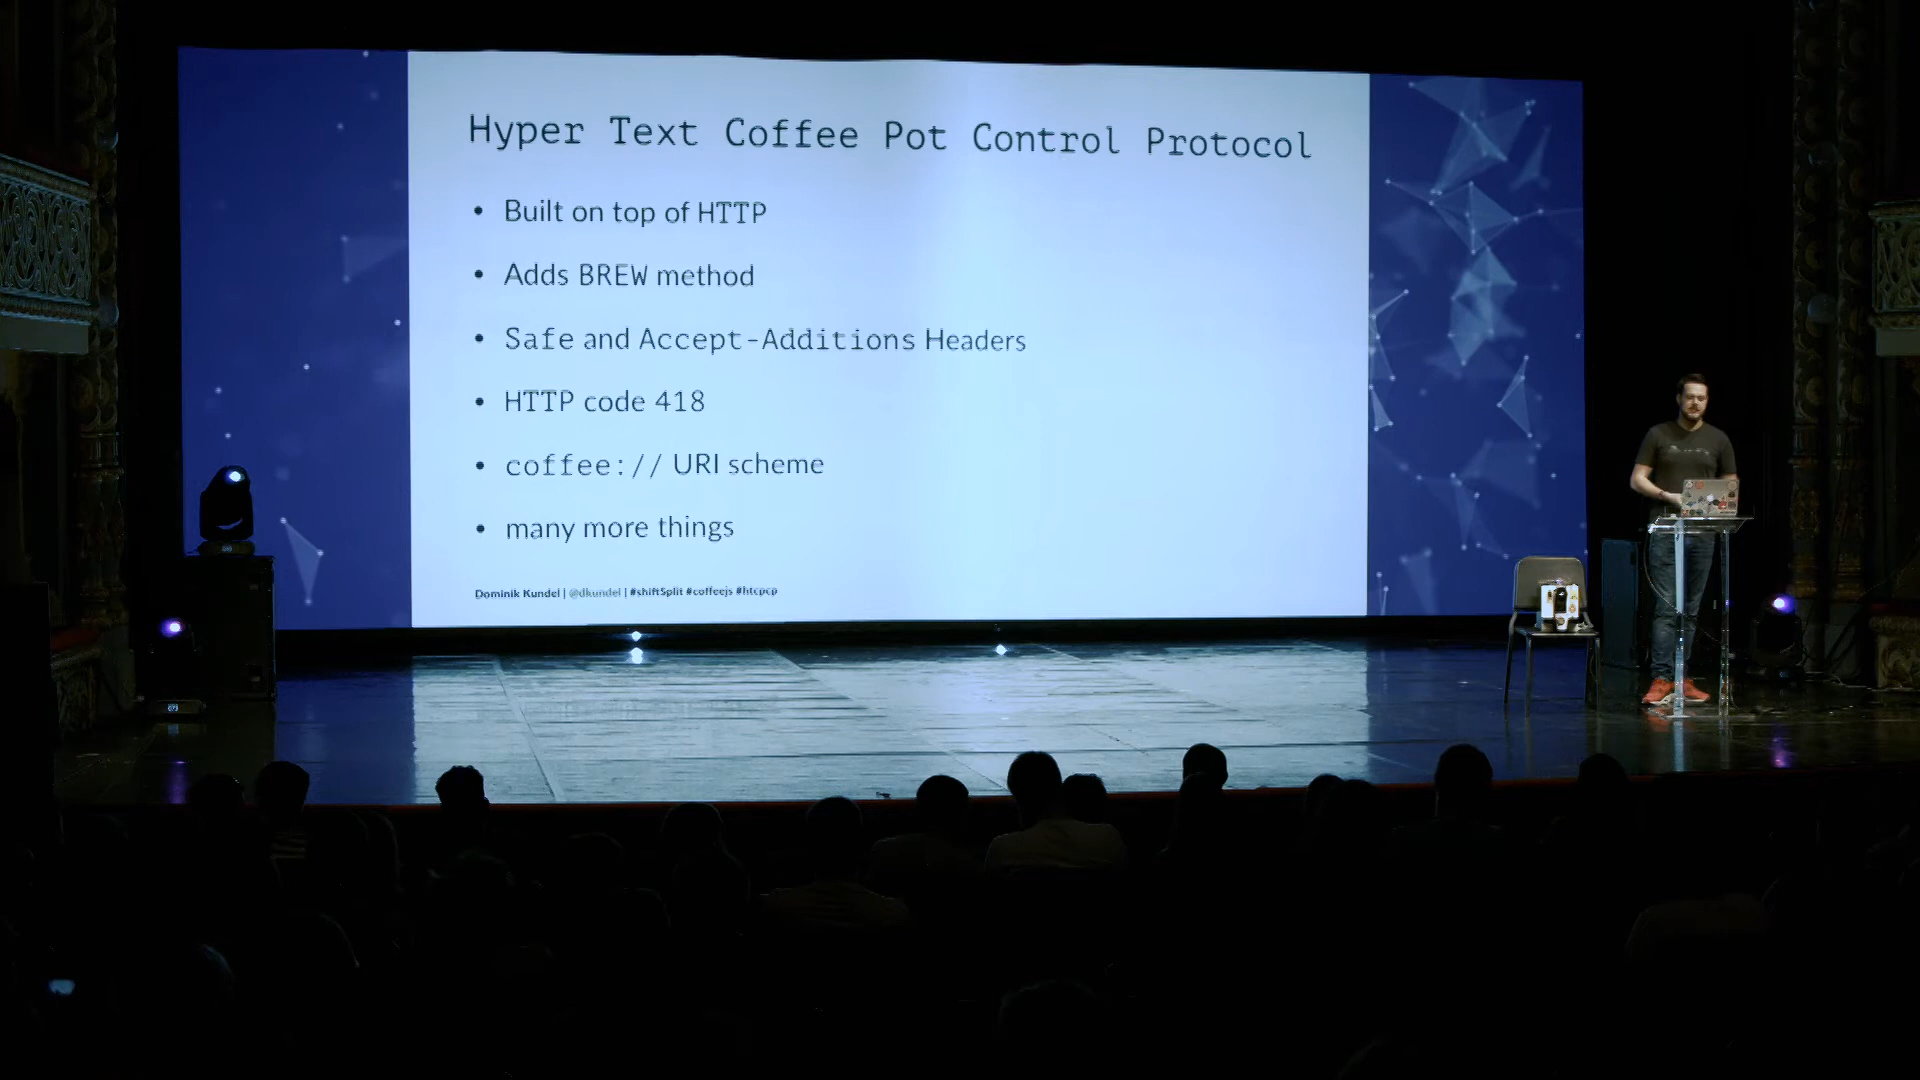 Hyper Text Coffee Pot Control Protocol
• Built on top of HTTP
• Adds BREW method
• Safe and Accept-Additions Headers
• HTTP code 418
• coffee:// URI scheme
• many more things
Dominik Kundel | @dkundel | #shiftSplit #coffeejs #htcpcp